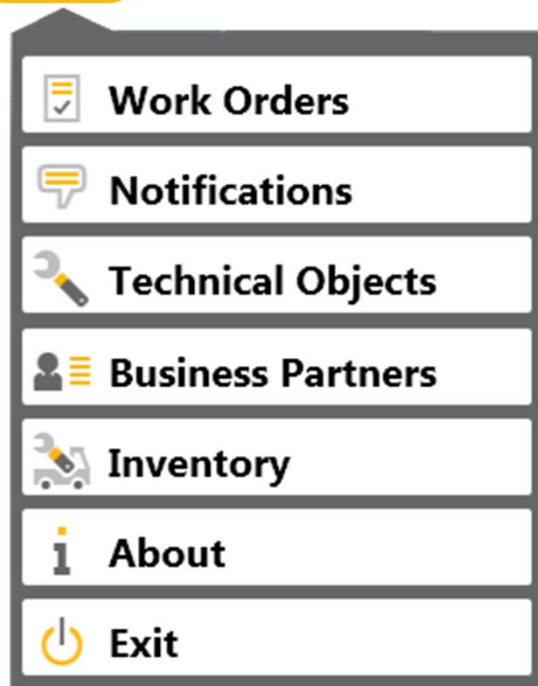 Work Orders
Notifications
Technical Objects
Business Partners
Inventory
About
Exit